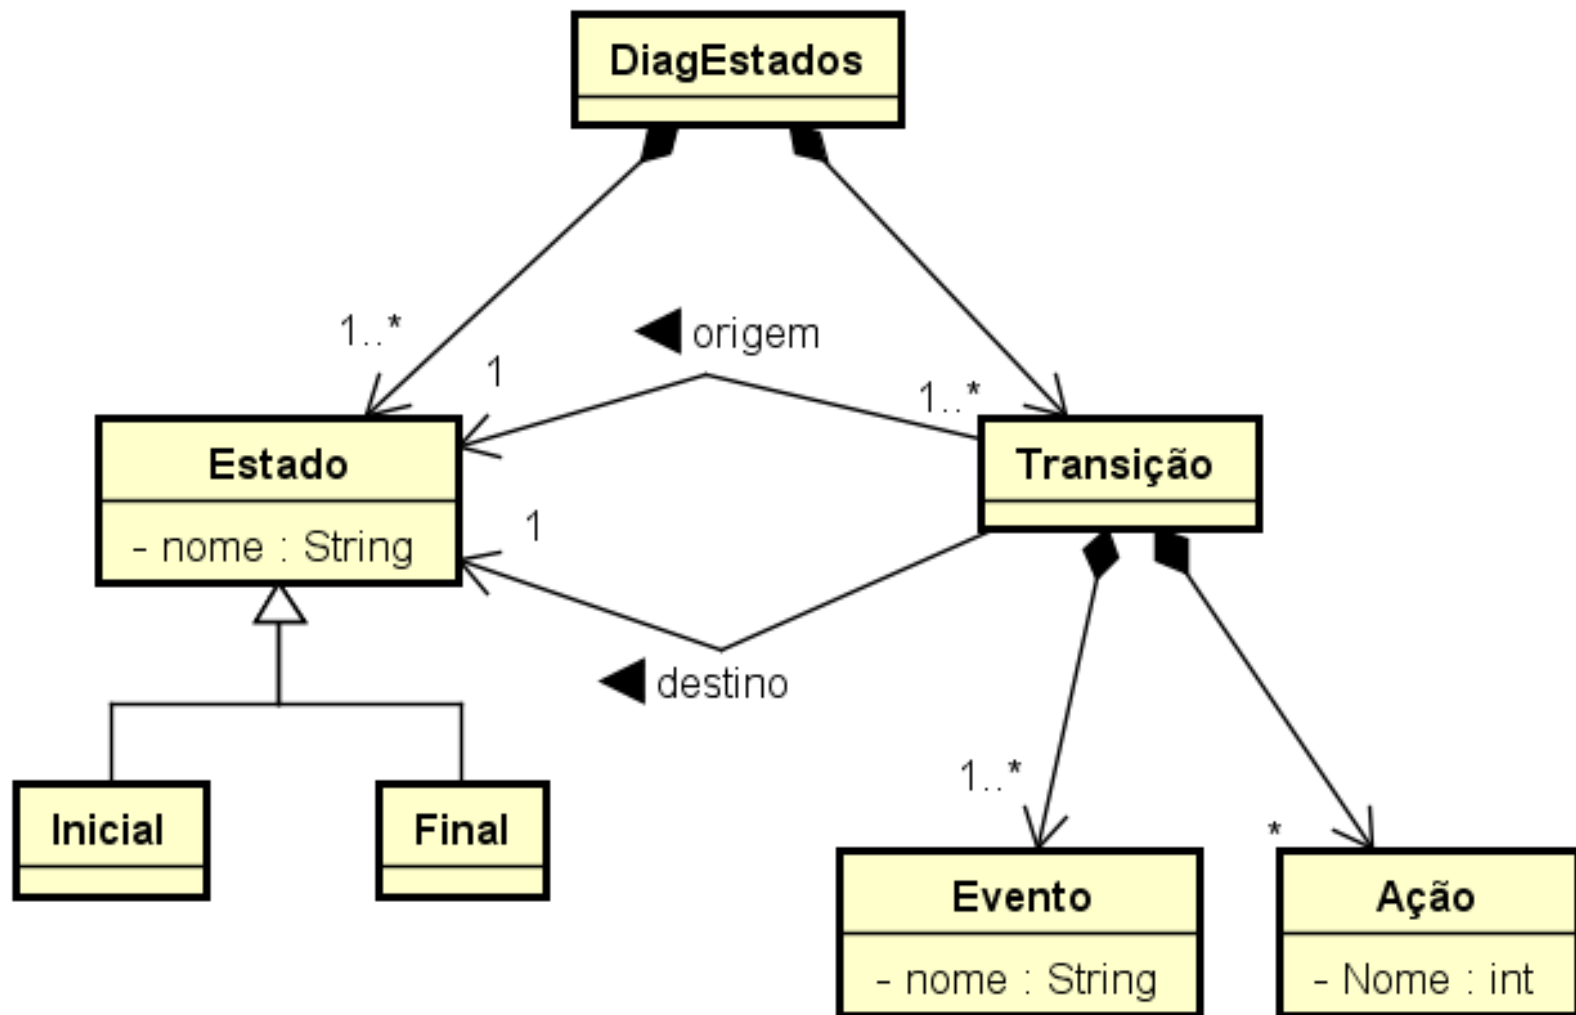 DiagEstados
1..*
origem
1
1..*
Estado
- nome : String
Transição
1
destino
1..*
*
Inicial
Final
Evento
- nome : String
Ação
- Nome : int